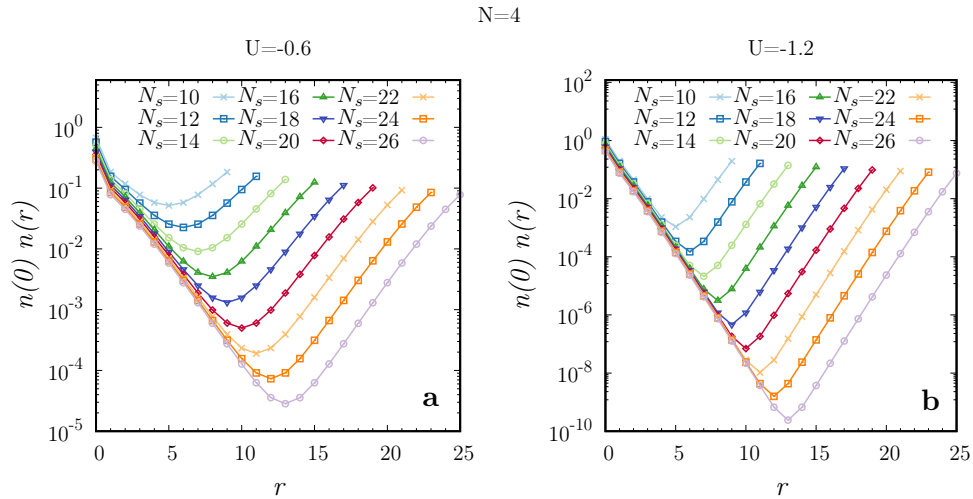 N=4
U=-0.6
N_s=10 N_s=16 N_s=22
N_s=12 N_s=18 N_s=24
N_s=14 N_s=20 N_s=26
n(0) n(r)
10^0
10^-1
10^-2
10^-3
10^-4
10^-5
0 5 10 15 20 25
r
a
U=-1.2
N_s=10 N_s=16 N_s=22
N_s=12 N_s=18 N_s=24
N_s=14 N_s=20 N_s=26
n(0) n(r)
10^2
10^0
10^-2
10^-4
10^-6
10^-8
10^-10
0 5 10 15 20 25
r
b